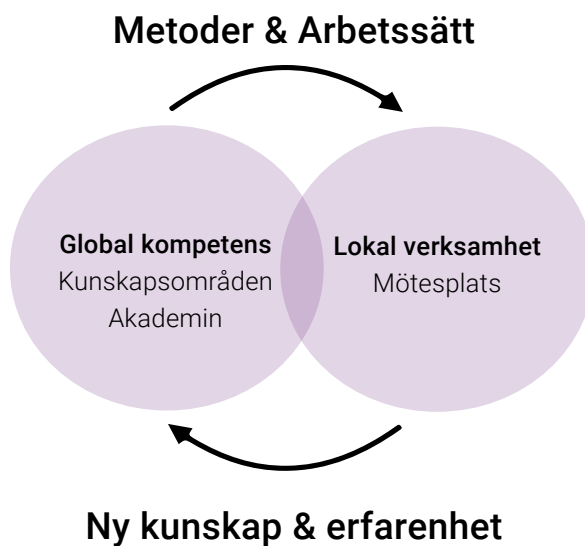 Metoder & Arbetssätt
Global kompetens
Kunskapsområden
Akademin
Lokal verksamhet
Mötesplats
Ny kunskap & erfarenhet